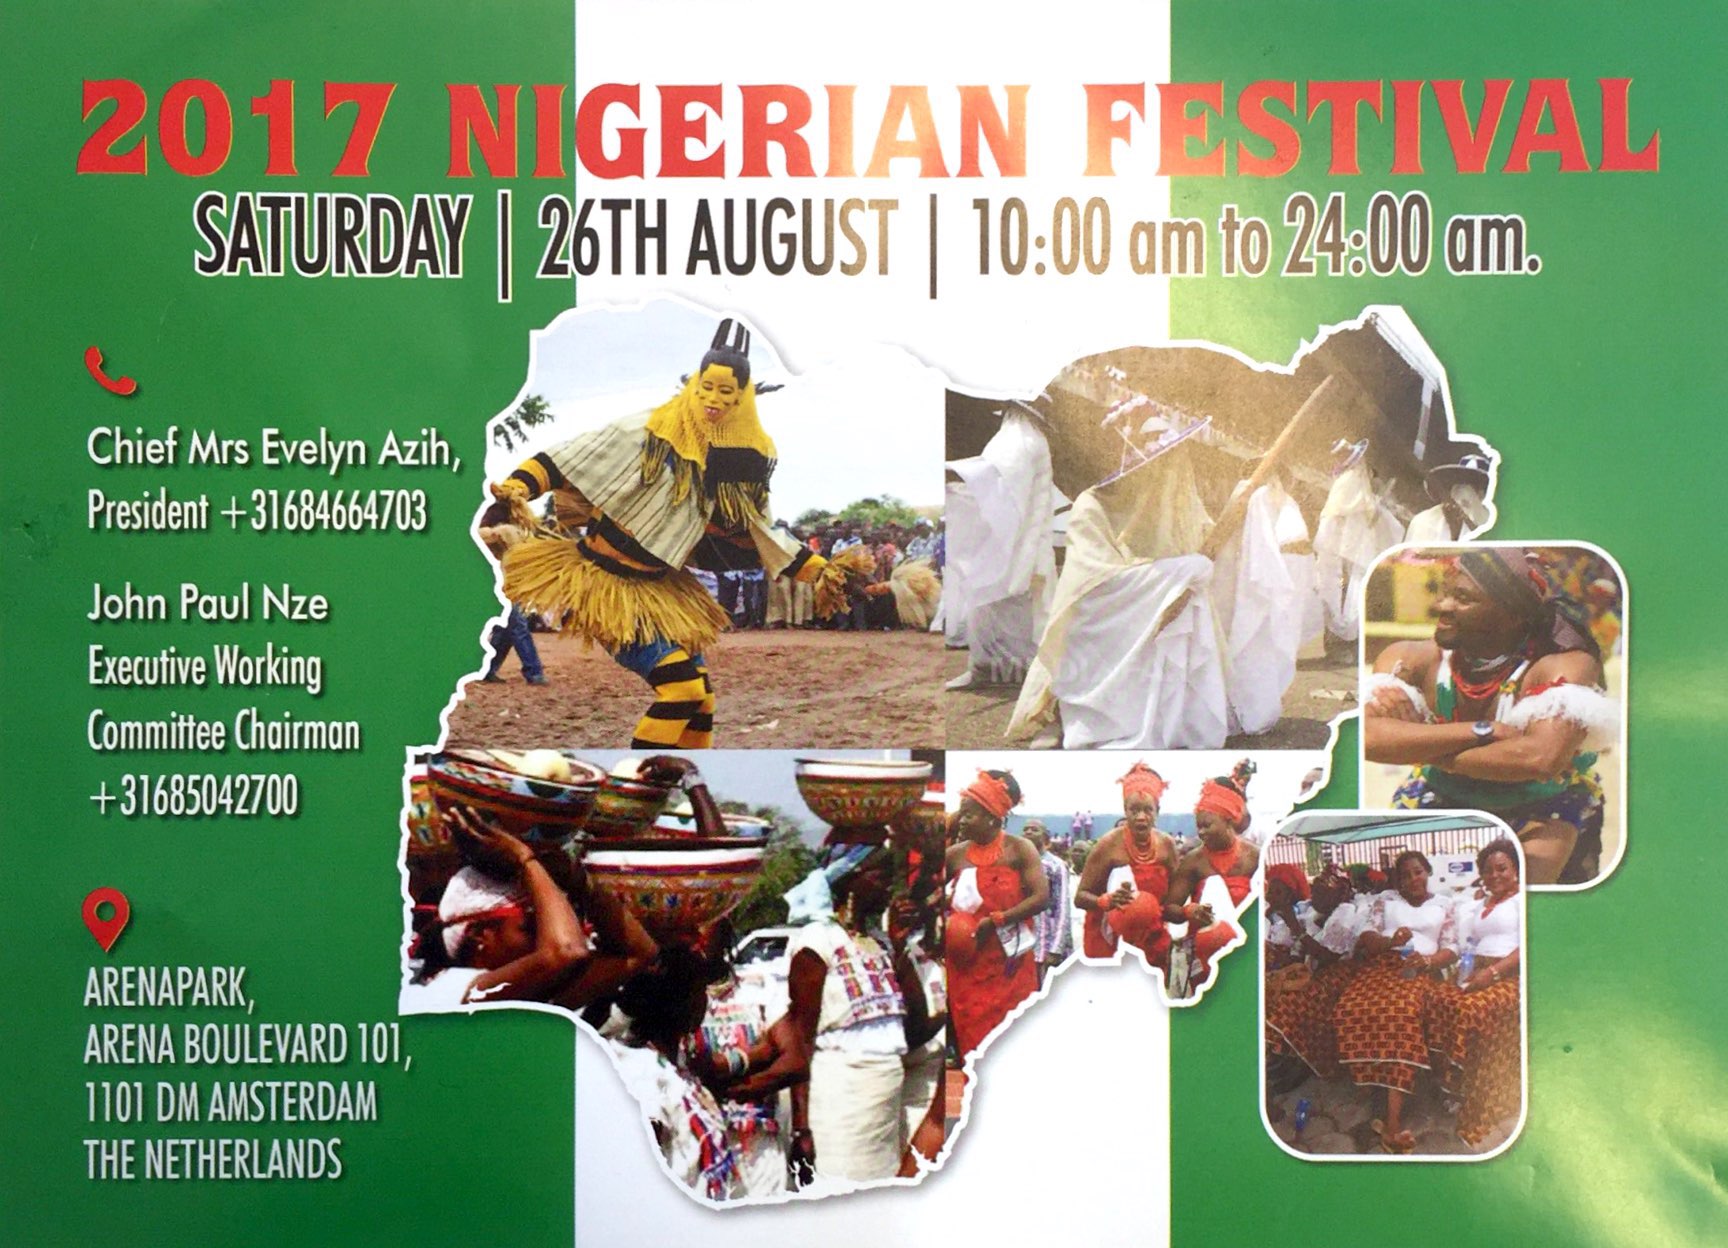 2017 NIGERIAN FESTIVAL
SATURDAY | 26TH AUGUST | 10:00 am to 24:00 am.
Chief Mrs Evelyn Azih,
President +31684664703
John Paul Nze
Executive Working
Committee Chairman
+31685042700
ARENAPARK,
ARENA BOULEVARD 101,
1101 DM AMSTERDAM
THE NETHERLANDS